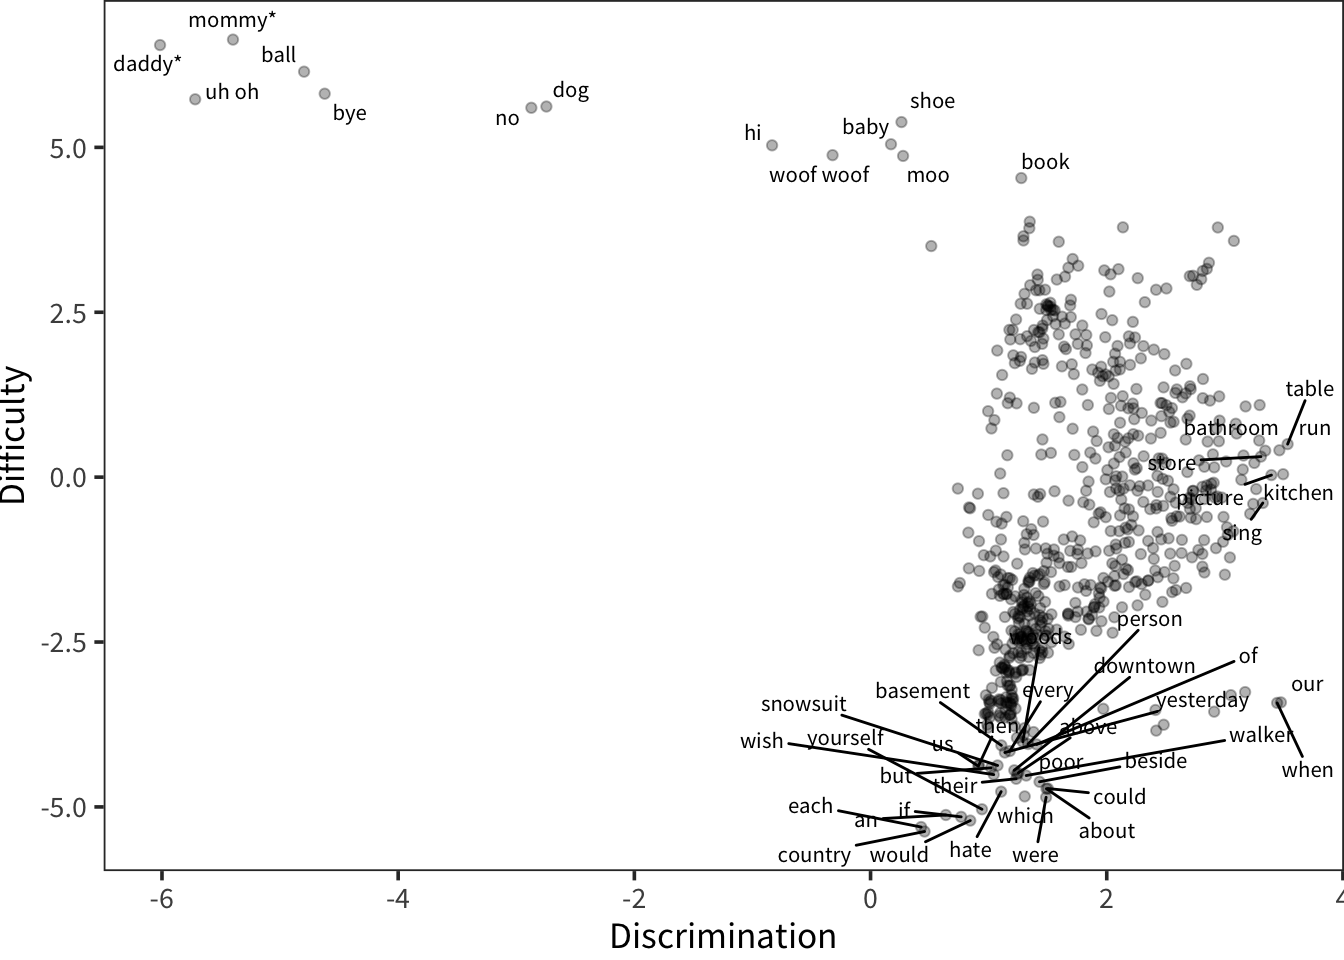 mommy*
daddy*
ball
uh oh
bye
dog
no
shoe
hi
baby
woof woof
moo
book
5.0
2.5
0.0
-2.5
-5.0
Difficulty
table
bathroom
run
store
picture
kitchen
sing
person
woods
downtown
of
basement
every
our
snowsuit
yesterday
then
above
wish
yourself
us
walker
poor
beside
when
but
their
could
each
if
an
which
about
country
would
hate
were
-6
-4
-2
0
2
4
Discrimination